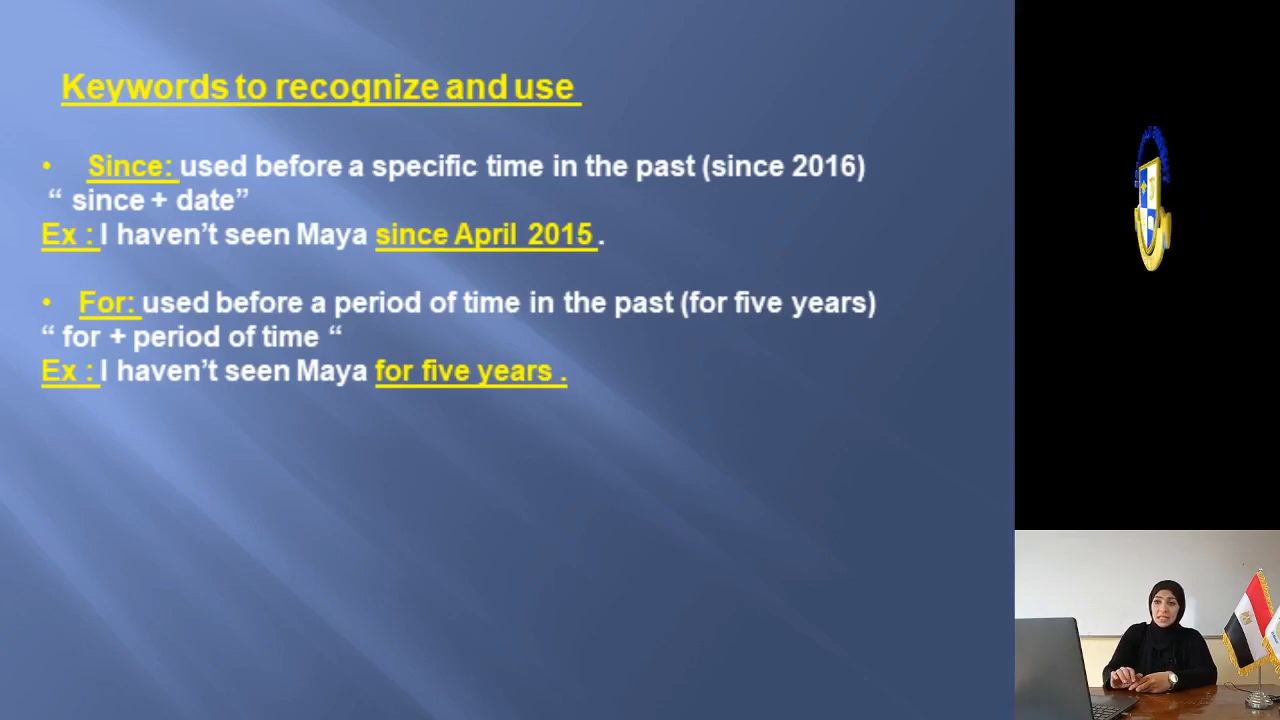 Keywords to recognize and use
• Since: used before a specific time in the past (since 2016)
“ since + date”
Ex : I haven’t seen Maya since April 2015 .
• For: used before a period of time in the past (for five years)
“ for + period of time “
Ex : I haven’t seen Maya for five years .